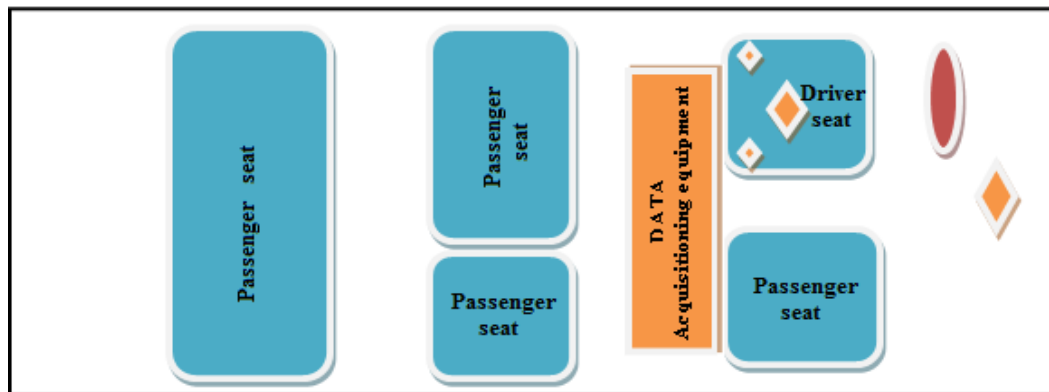 Passenger seat
Passenger
seat
Passenger
seat
DATA
Acquisitioning equipment
Driver
seat
Passenger
seat